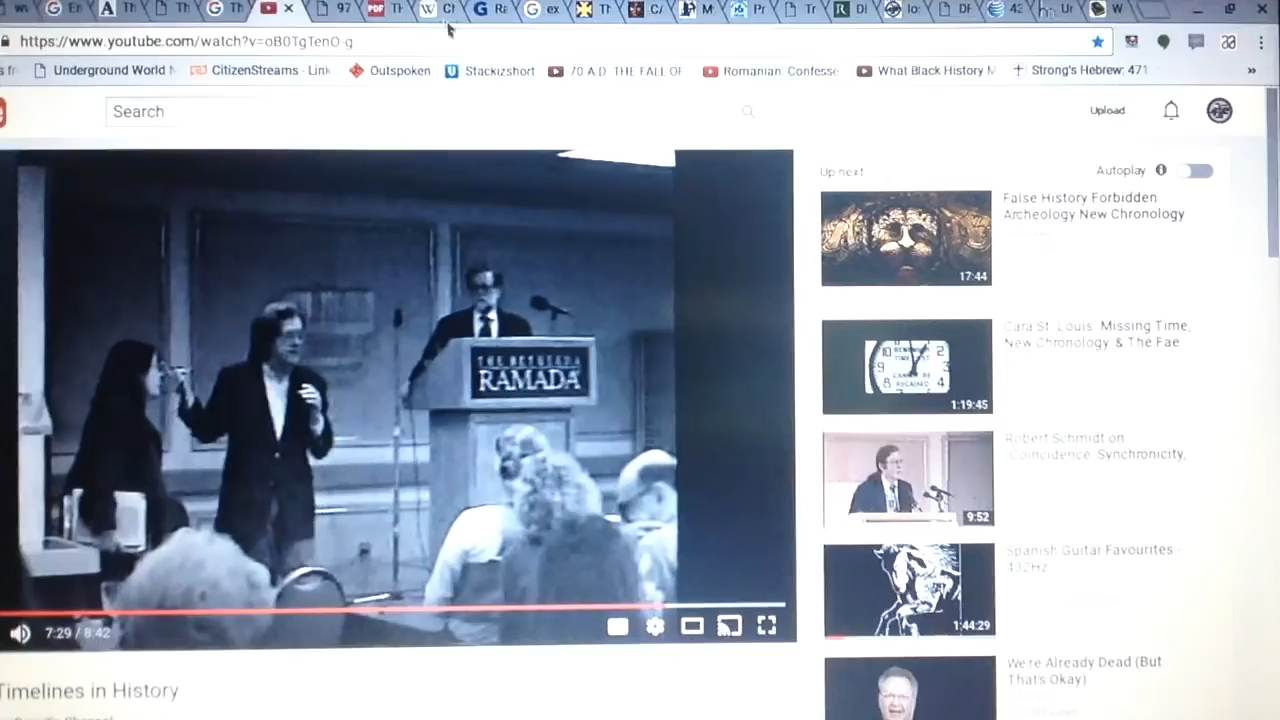 https://www.youtube.com/watch?v=oB0TgTenO-g
Underground World
CitizenStreams - Link
Outspoken
Stackizshort
70 A.D. THE FALL OF
Romanian Confesse
What Black History M
Strong's Hebrew: 471
»
Search
Upload
Up next
Autoplay
THE BETHESDA
RAMADA
False History Forbidden
Archeology New Chronology
17:44
Cara St. Louis: Missing Time,
New Chronology & The Fae
1:19:45
Robert Schmidt on
Coincidence, Synchronicity,
9:52
Spanish Guitar Favourites -
432Hz
1:44:29
We're Already Dead (But
That's Okay)
7:29 / 8:42
Timelines in History